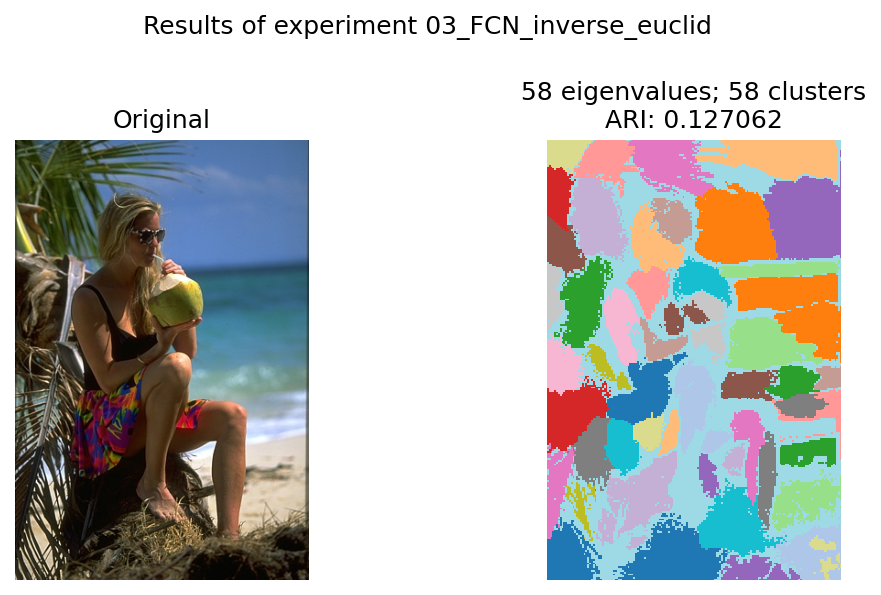 Results of experiment 03_FCN_inverse_euclid
Original
58 eigenvalues; 58 clusters
ARI: 0.127062